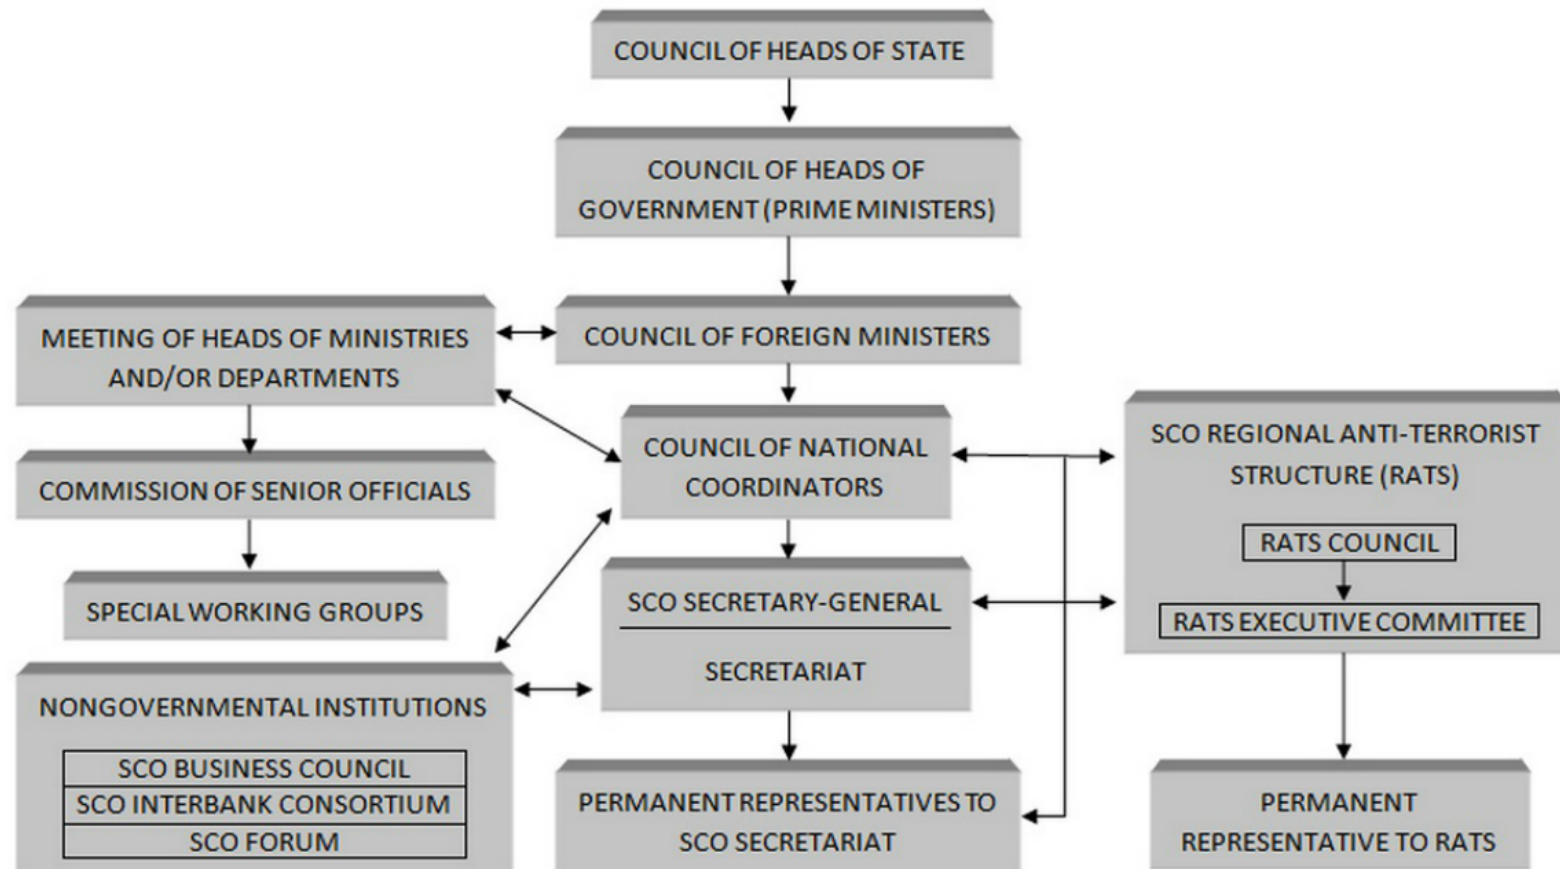 COUNCIL OF HEADS OF STATE
COUNCIL OF HEADS OF
GOVERNMENT (PRIME MINISTERS)
MEETING OF HEADS OF MINISTRIES
AND/OR DEPARTMENTS
COUNCIL OF FOREIGN MINISTERS
COMMISSION OF SENIOR OFFICIALS
COUNCIL OF NATIONAL
COORDINATORS
SCO REGIONAL ANTI-TERRORIST
STRUCTURE (RATS)
RATS COUNCIL
RATS EXECUTIVE COMMITTEE
SPECIAL WORKING GROUPS
SCO SECRETARY-GENERAL
SECRETARIAT
NONGOVERNMENTAL INSTITUTIONS
SCO BUSINESS COUNCIL
SCO INTERBANK CONSORTIUM
SCO FORUM
PERMANENT REPRESENTATIVES TO
SCO SECRETARIAT
PERMANENT
REPRESENTATIVE TO RATS